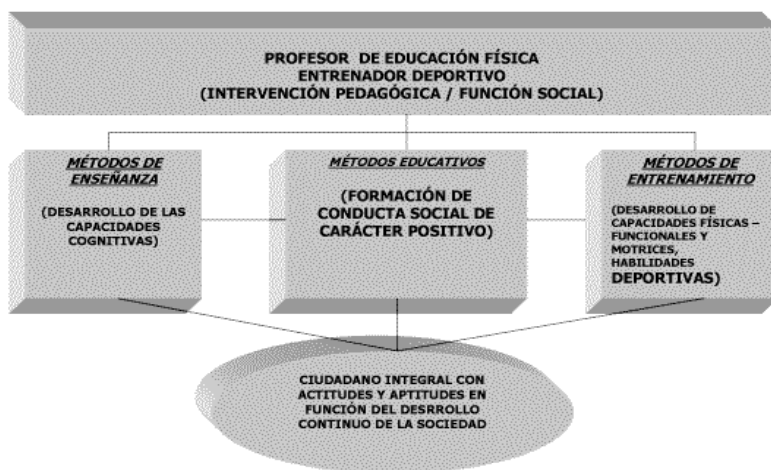 PROFESOR DE EDUCACIÓN FÍSICA
ENTRENADOR DEPORTIVO
(INTERVENCIÓN PEDAGÓGICA / FUNCIÓN SOCIAL)
MÉTODOS DE
ENSEÑANZA
(DESARROLLO DE LAS
CAPACIDADES
COGNITIVAS)
MÉTODOS EDUCATIVOS
(FORMACIÓN DE
CONDUCTA SOCIAL DE
CARÁCTER POSITIVO)
MÉTODOS DE
ENTRENAMIENTO
(DESARROLLO DE
CAPACIDADES FÍSICAS –
FUNCIONALES Y
MOTRICES,
HABILIDADES
DEPORTIVAS)
CIUDADANO INTEGRAL CON
ACTITUDES Y APTITUDES EN
FUNCIÓN DEL DESRROLLO
CONTINUO DE LA SOCIEDAD